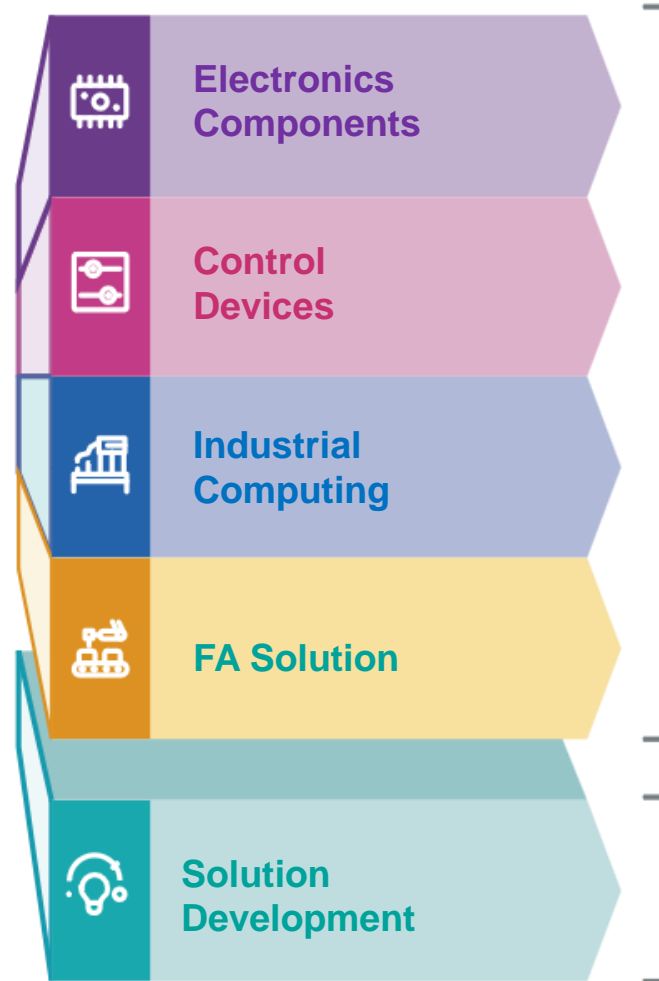 Electronics
Components
Control
Devices
Industrial
Computing
FA Solution
Solution
Development